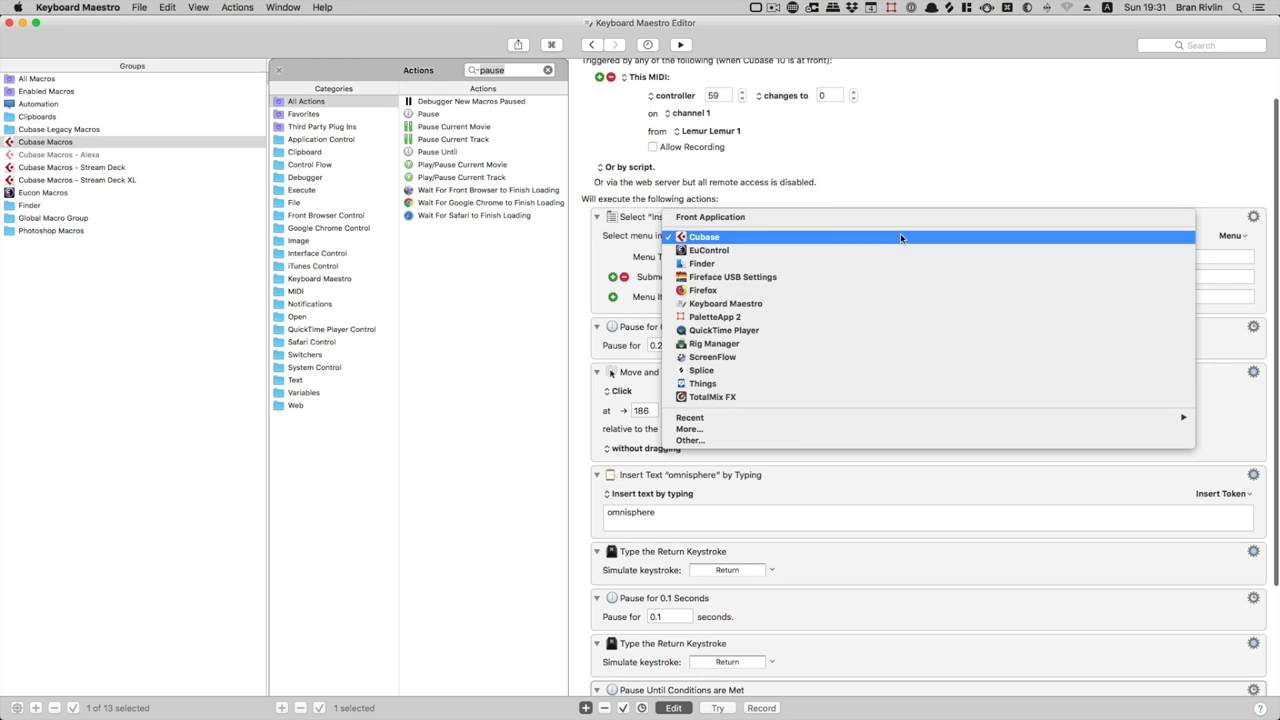 Keyboard Maestro File Edit View Actions Window Help
A Sun 19:31 Bran Rivlin
Keyboard Maestro Editor
Search
Groups
All Macros
Enabled Macros
Automation
Clipboards
Cubase Legacy Macros
Cubase Macros
Cubase Macros - Alexa
Cubase Macros - Stream Deck
Cubase Macros - Stream Deck XL
Eucon Macros
Finder
Global Macro Group
Photoshop Macros
1 of 13 selected
Actions
pause
Categories
All Actions
Favorites
Third Party Plug Ins
Application Control
Clipboard
Control Flow
Debugger
Execute
File
Front Browser Control
Google Chrome Control
Image
Interface Control
iTunes Control
Keyboard Maestro
MIDI
Notifications
Open
QuickTime Player Control
Safari Control
Switchers
System Control
Text
Variables
Web
Actions
Debugger New Macros Paused
Pause
Pause Current Movie
Pause Current Track
Pause Until
Play/Pause Current Movie
Play/Pause Current Track
Wait For Front Browser to Finish Loading
Wait For Google Chrome to Finish Loading
Wait For Safari to Finish Loading
1 selected
Triggered by any of the following (when Cubase 10 is at front):
This MIDI:
controller 59 changes to 0
on channel 1
from Lemur Lemur 1
Allow Recording
Or by script.
Or via the web server but all remote access is disabled.
Will execute the following actions:
Select "Ins
Select menu in
Menu
Menu T
Subme
Menu It
Front Application
Cubase
EuControl
Finder
Fireface USB Settings
Firefox
Keyboard Maestro
PaletteApp 2
QuickTime Player
Rig Manager
ScreenFlow
Splice
Things
TotalMix FX
Recent
More...
Other...
Pause for 0
Pause for 0.2
Move and
Click
at 186
relative to the
without dragging
Insert Text “omnisphere” by Typing
Insert text by typing Insert Token
omnisphere
Type the Return Keystroke
Simulate keystroke: Return
Pause for 0.1 Seconds
Pause for 0.1 seconds.
Type the Return Keystroke
Simulate keystroke: Return
Pause Until Conditions are Met
Edit Try Record